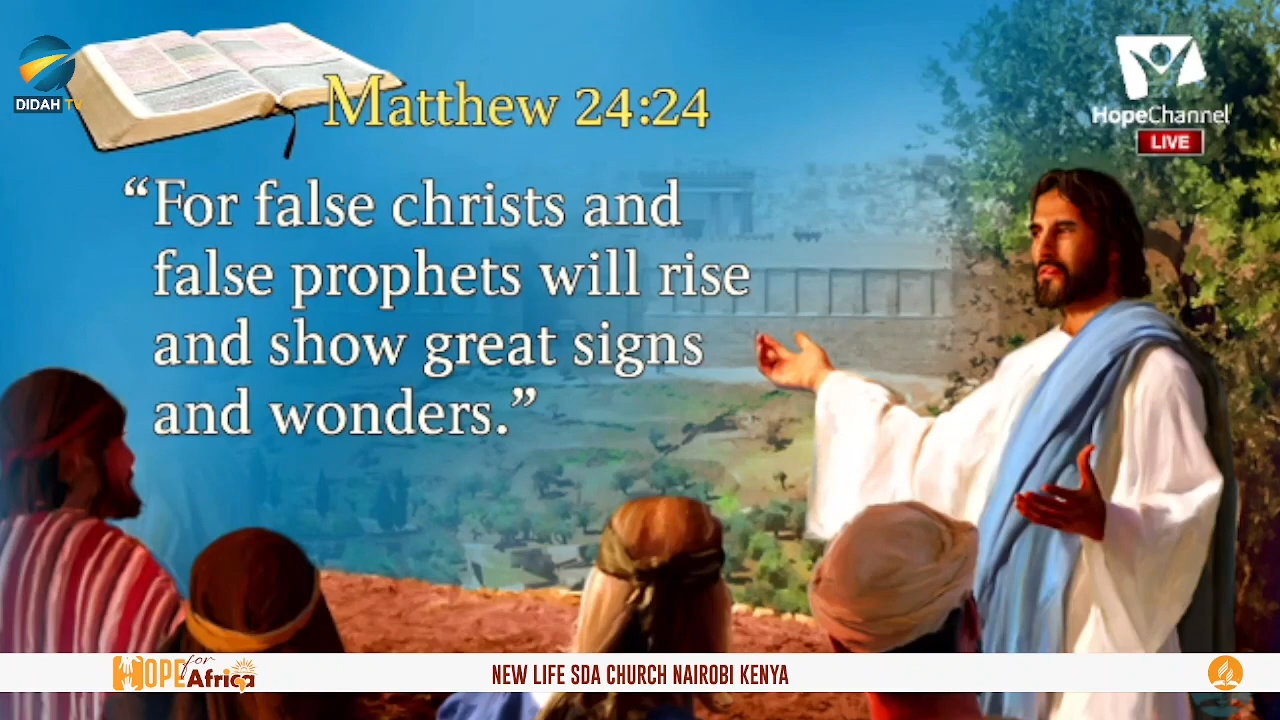 DIDAH TV
Matthew 24:24
HopeChannel
LIVE
“For false christs and
false prophets will rise
and show great signs
and wonders.”
HOPE for Africa
NEW LIFE SDA CHURCH NAIROBI KENYA